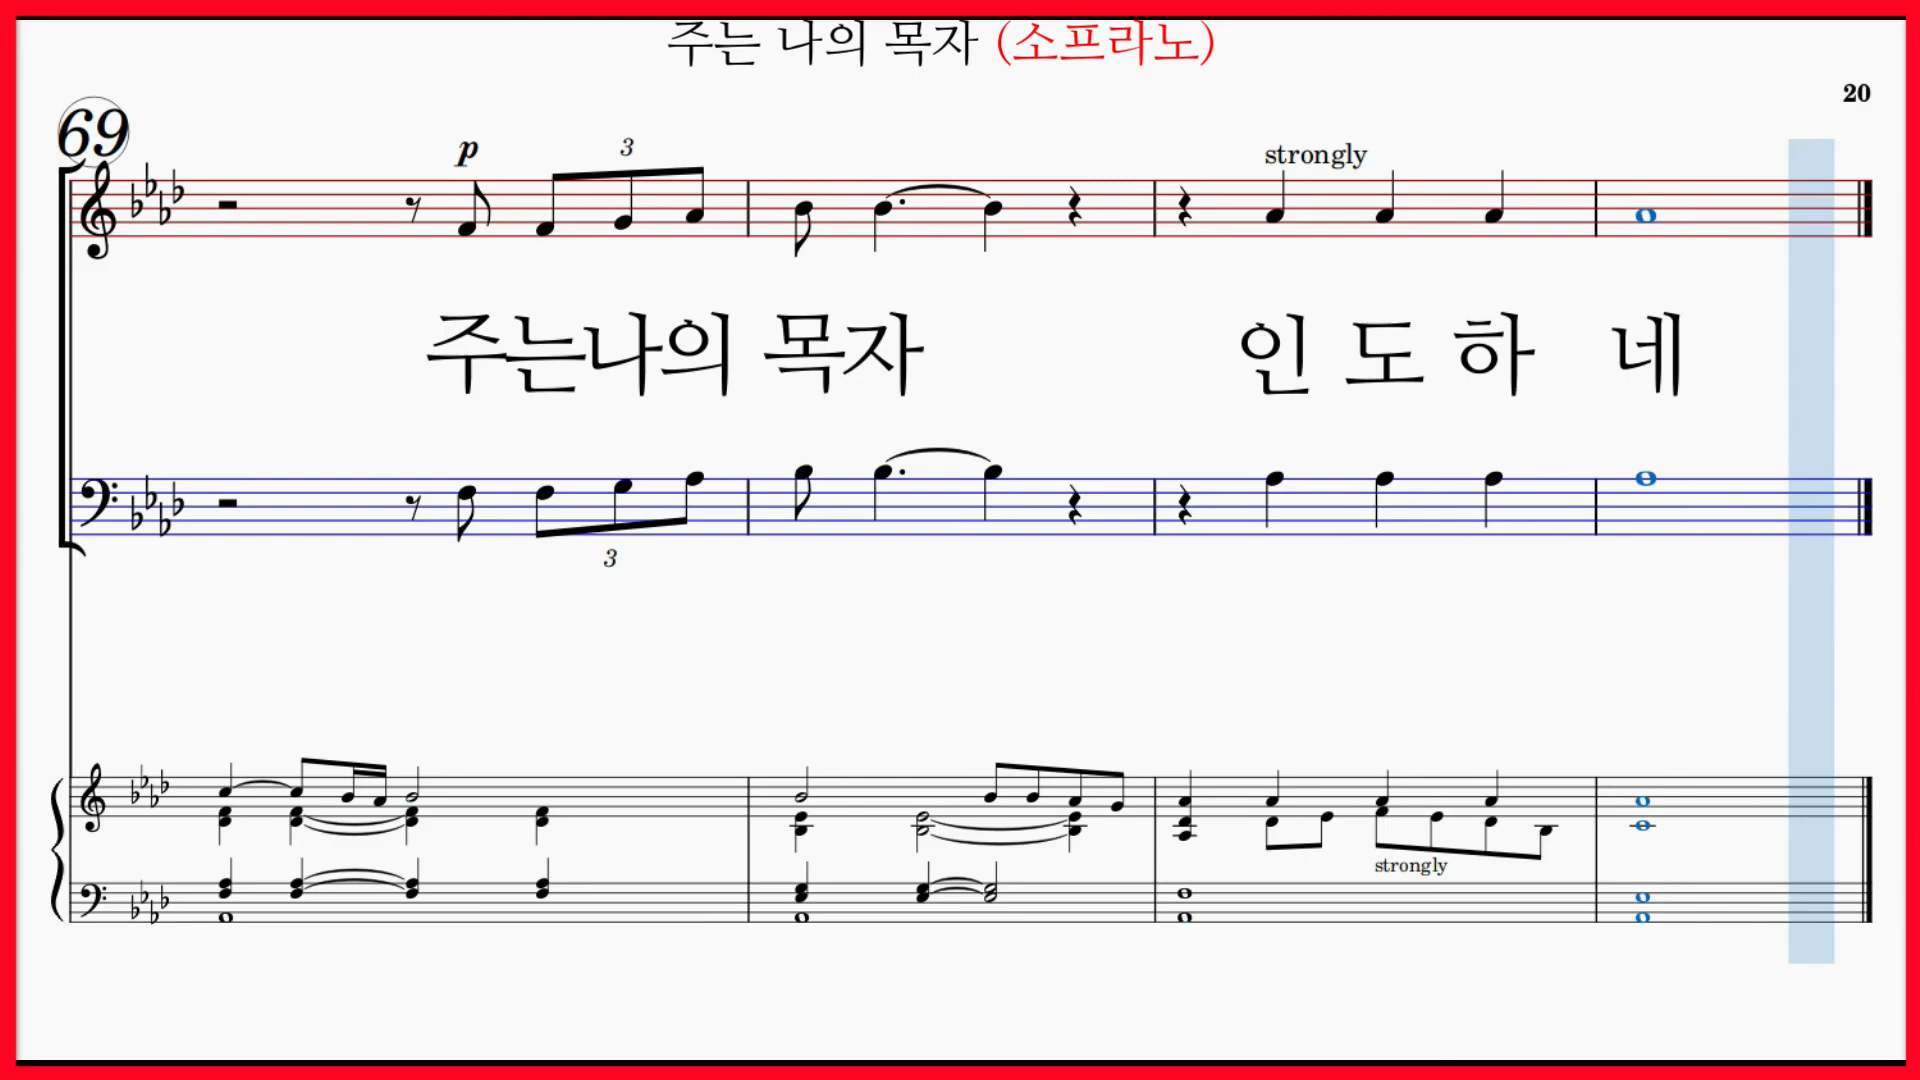 주는 나의 목자 (소프라노)
20
69
p
3
strongly
주는나의 목자 인 도 하 네
3
strongly